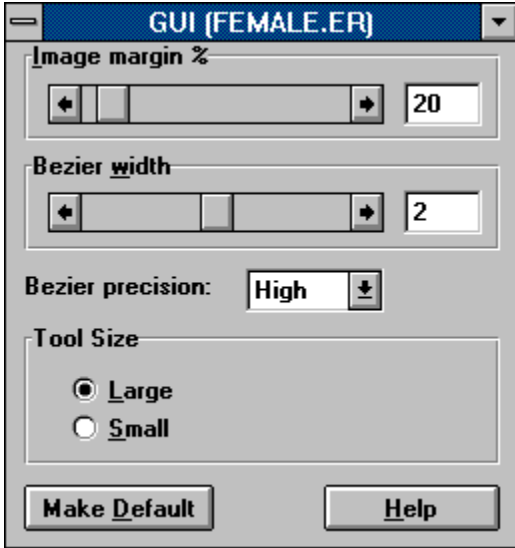 GUI (FEMALE.ER)
Image margin %
20
Bezier width
2
Bezier precision: High
Tool Size
Large
Small
Make Default Help